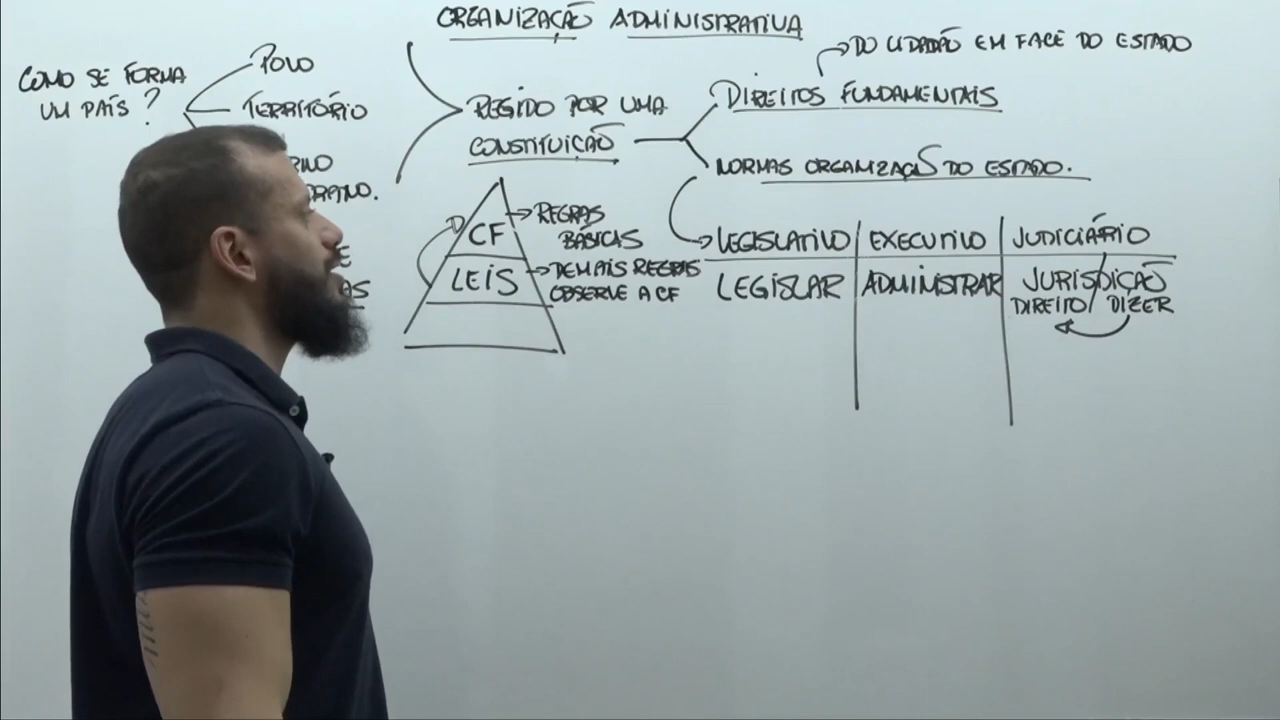 ORGANIZAÇÃO ADMINISTRATIVA
COMO SE FORMA
UM PAÍS?
POVO
TERRITÓRIO
REGIDO POR UMA
CONSTITUIÇÃO
DIREITOS FUNDAMENTAIS
DO CIDADÃO EM FACE DO ESTADO
NORMAS ORGANIZAÇÃO DO ESTADO.
CF
REGRAS
BÁSICAS
LEIS
DEMAIS REGRAS
OBSERVE A CF
LEGISLATIVO EXECUTIVO JUDICIÁRIO
LEGISLAR ADMINISTRAR JURISDIÇÃO
DIREITO/ DIZER